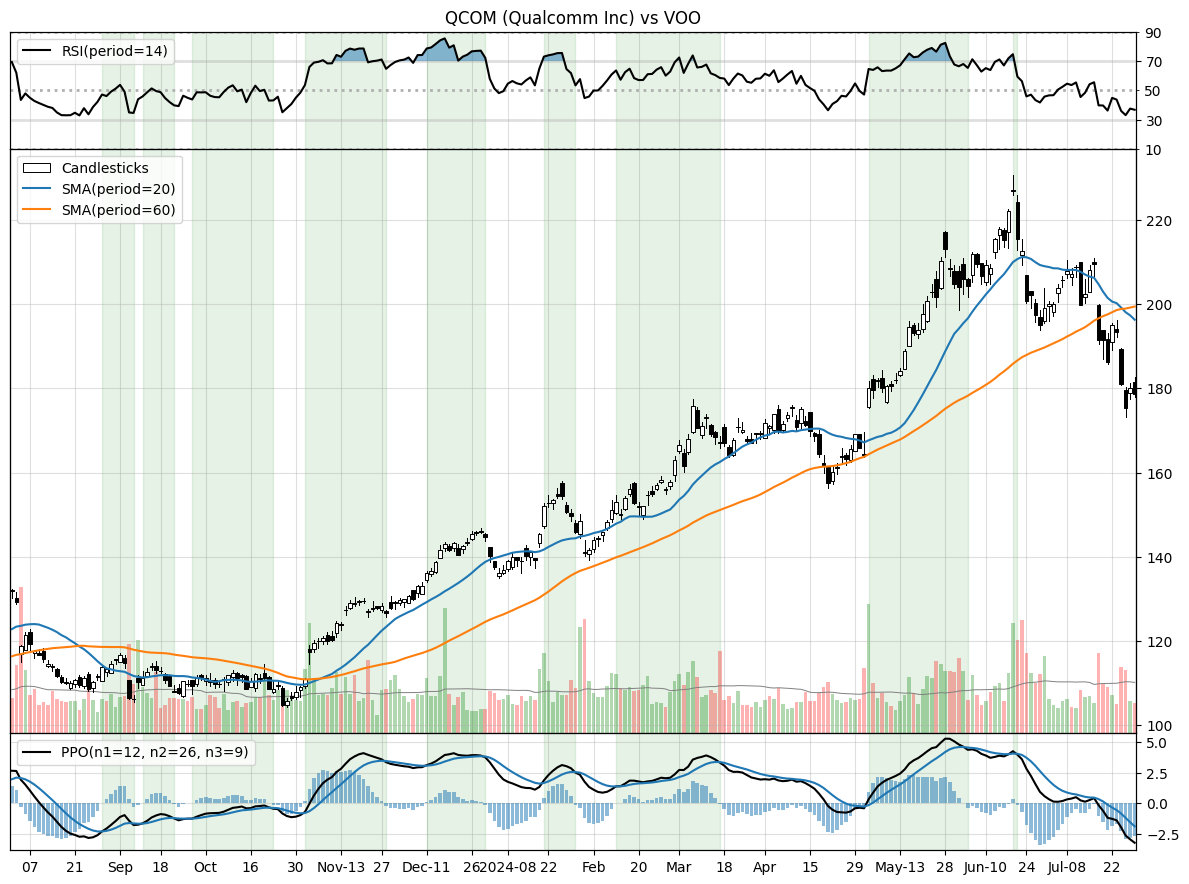 QCOM (Qualcomm Inc) vs VOO
RSI(period=14)
90
70
50
30
10
Candlesticks
SMA(period=20)
SMA(period=60)
220
200
180
160
140
120
100
PPO(n1=12, n2=26, n3=9)
5.0
2.5
0.0
−2.5
07 21 Sep 18 Oct 16 30 Nov-13 27 Dec-11 26 2024-08 22 Feb 20 Mar 18 Apr 15 29 May-13 28 Jun-10 24 Jul-08 22